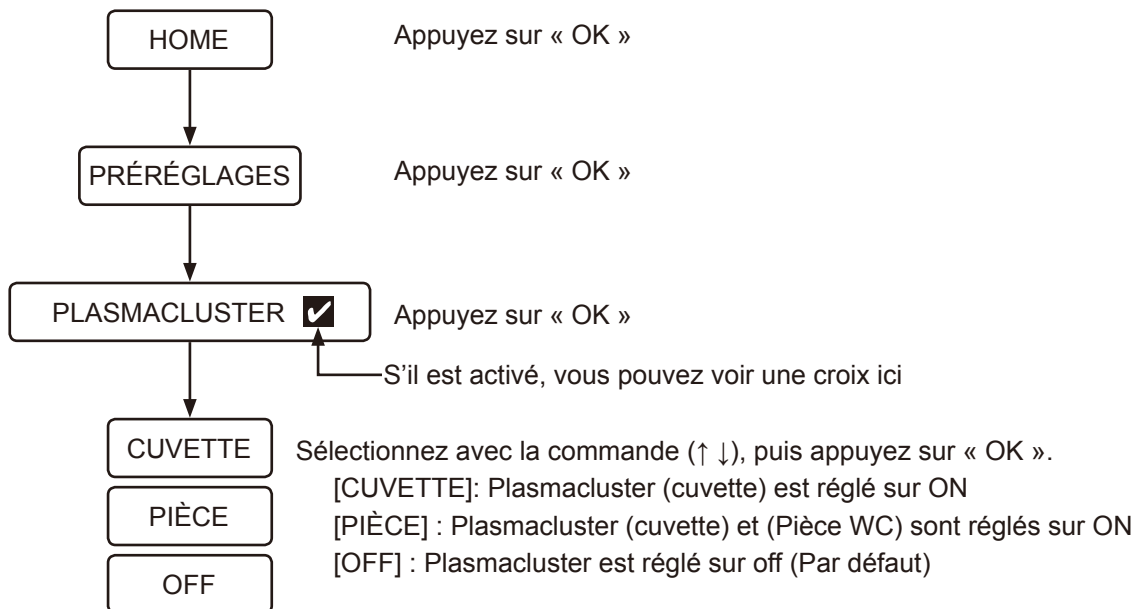 HOME
Appuyez sur « OK »
PRÉRÉGLAGES
Appuyez sur « OK »
PLASMACLUSTER ✔
Appuyez sur « OK »
S’il est activé, vous pouvez voir une croix ici
CUVETTE
Sélectionnez avec la commande (↑ ↓), puis appuyez sur « OK ».
[CUVETTE]: Plasmacluster (cuvette) est réglé sur ON
PIÈCE
[PIÈCE] : Plasmacluster (cuvette) et (Pièce WC) sont réglés sur ON
[OFF] : Plasmacluster est réglé sur off (Par défaut)
OFF